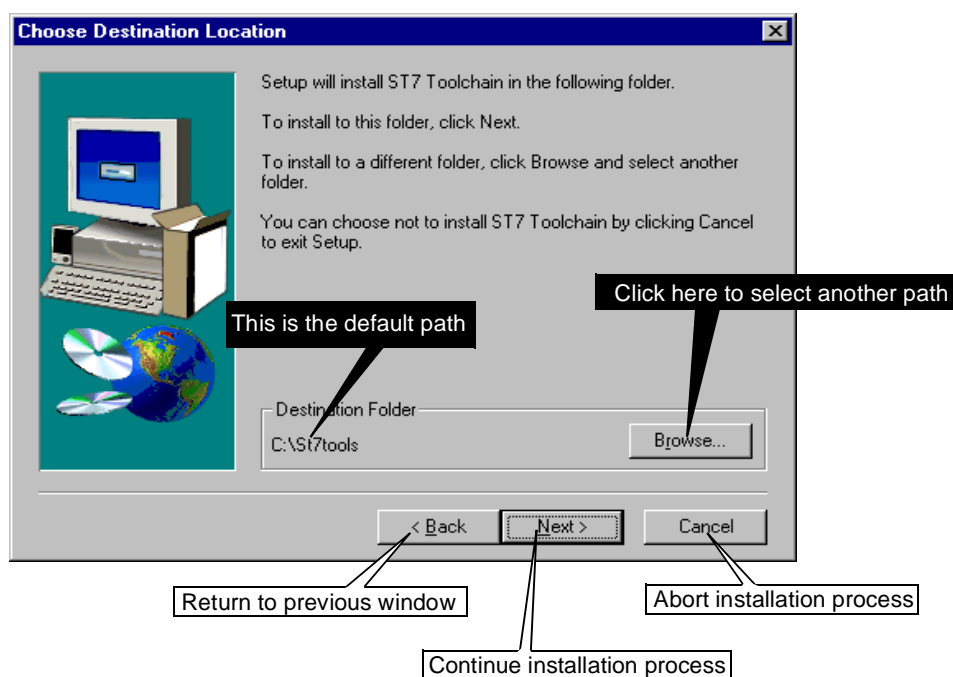 Choose Destination Location
Setup will install ST7 Toolchain in the following folder.
To install to this folder, click Next.
To install to a different folder, click Browse and select another
folder.
You can choose not to install ST7 Toolchain by clicking Cancel
to exit Setup.
Click here to select another path
This is the default path
Destination Folder
C:\St7tools
Browse...
< Back
Next >
Cancel
Return to previous window
Abort installation process
Continue installation process